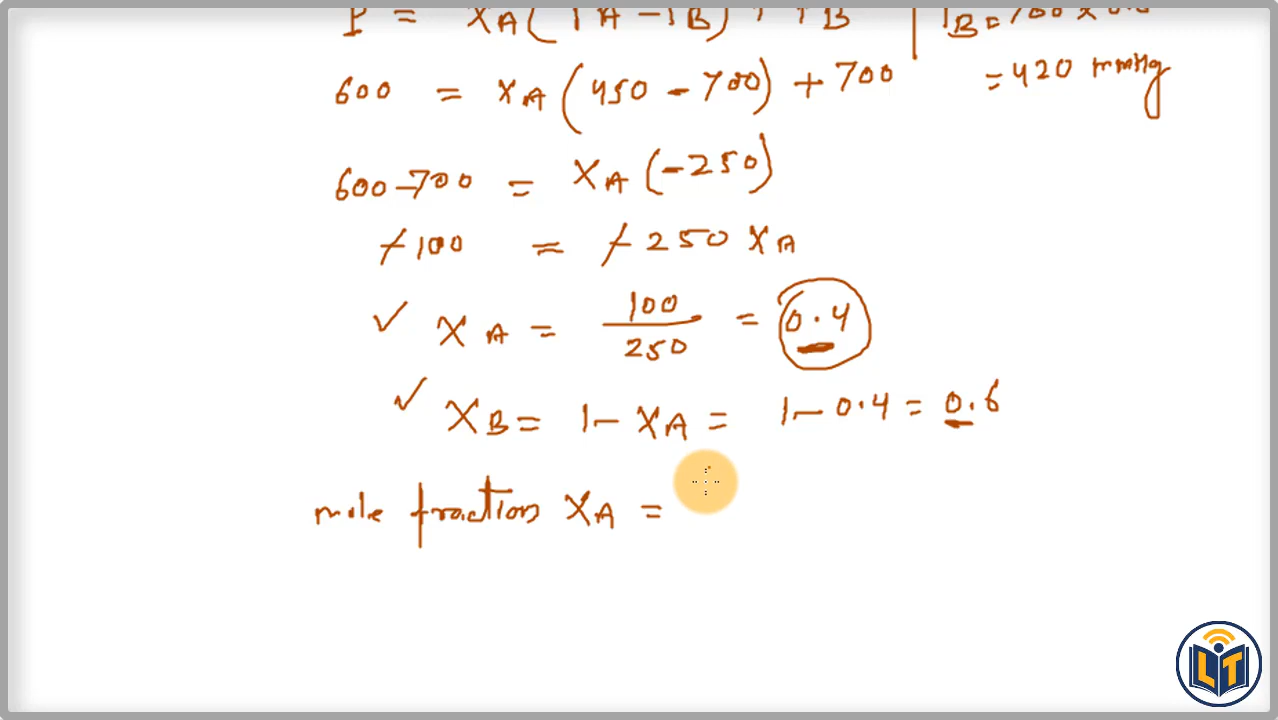 600 = XA (450 - 700) + 700
= 420 mmHg
600 - 700 = XA (-250)
-100 = -250 XA
✓ XA = 100/250 = 0.4
✓ XB = 1 - XA = 1 - 0.4 = 0.6
mole fraction XA =
LT